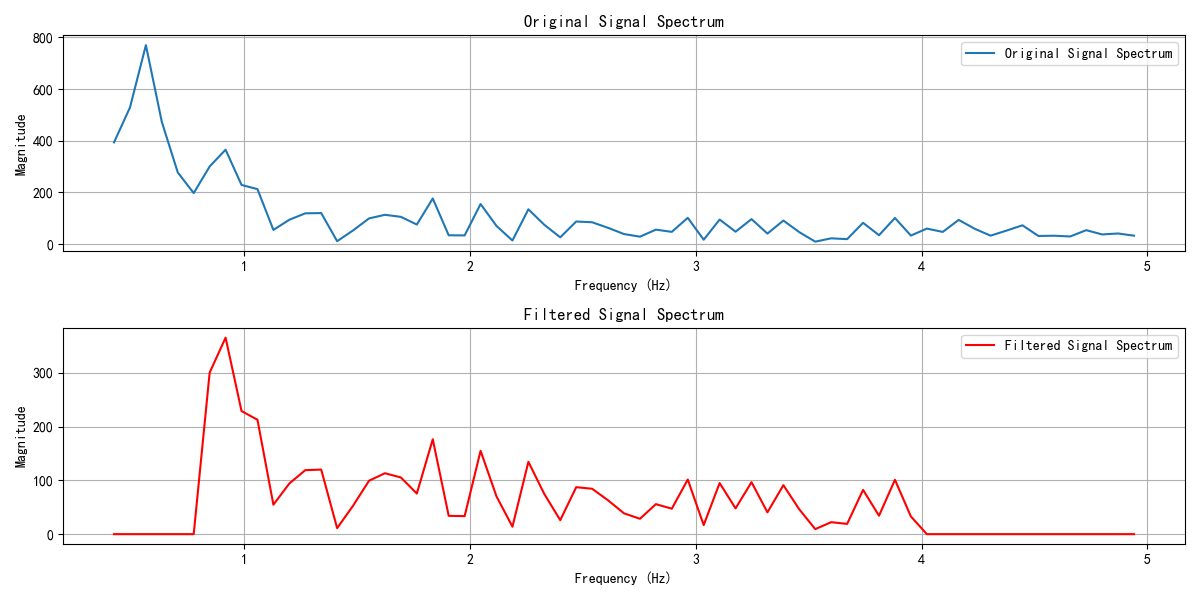 Original Signal Spectrum
800
600
400
200
0
Magnitude
Original Signal Spectrum
1 2 3 4 5
Frequency (Hz)
Filtered Signal Spectrum
300
200
100
0
Magnitude
Filtered Signal Spectrum
1 2 3 4 5
Frequency (Hz)